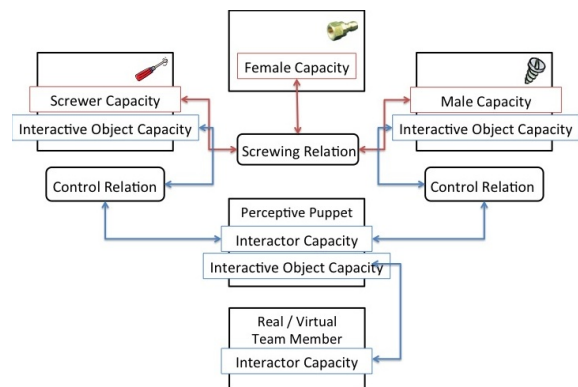 Female Capacity
Screwer Capacity
Male Capacity
Interactive Object Capacity
Interactive Object Capacity
Screwing Relation
Control Relation
Control Relation
Perceptive Puppet
Interactor Capacity
Interactive Object Capacity
Real / Virtual
Team Member
Interactor Capacity